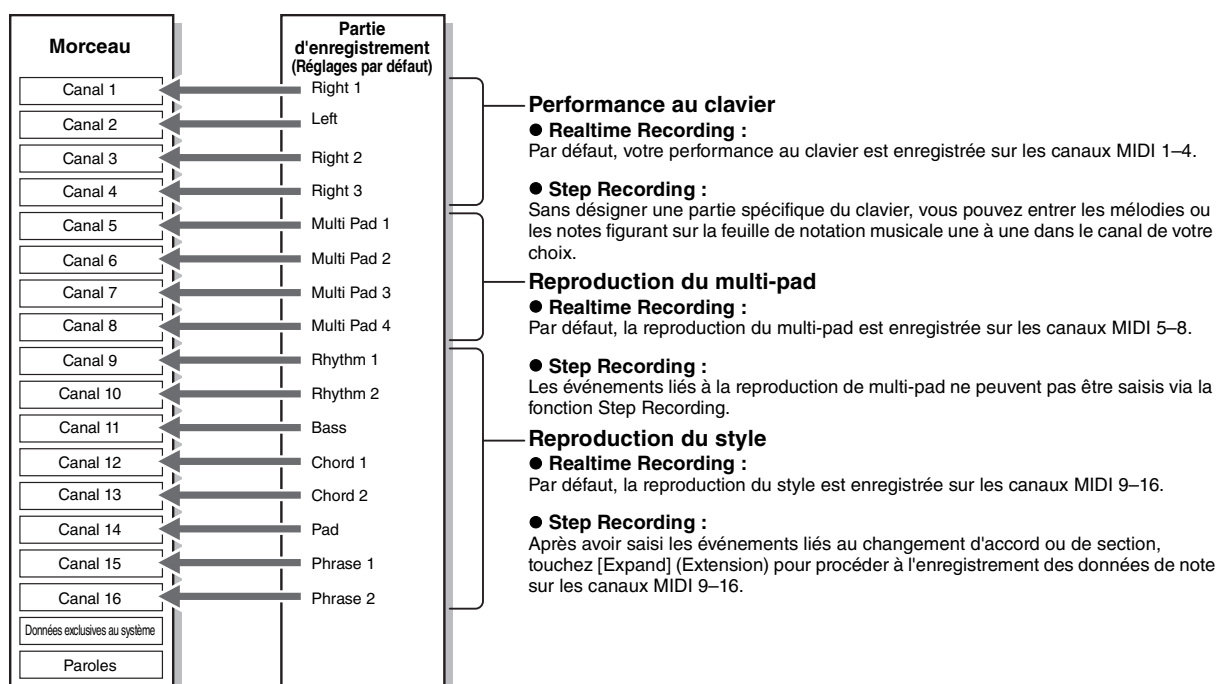 Morceau
Canal 1
Canal 2
Canal 3
Canal 4
Canal 5
Canal 6
Canal 7
Canal 8
Canal 9
Canal 10
Canal 11
Canal 12
Canal 13
Canal 14
Canal 15
Canal 16
Données exclusives au système
Paroles
Partie
d'enregistrement
(Réglages par défaut)
Right 1
Left
Right 2
Right 3
Multi Pad 1
Multi Pad 2
Multi Pad 3
Multi Pad 4
Rhythm 1
Rhythm 2
Bass
Chord 1
Chord 2
Pad
Phrase 1
Phrase 2
Performance au clavier
● Realtime Recording :
Par défaut, votre performance au clavier est enregistrée sur les canaux MIDI 1–4.
● Step Recording :
Sans désigner une partie spécifique du clavier, vous pouvez entrer les mélodies ou
les notes figurant sur la feuille de notation musicale une à une dans le canal de votre
choix.
Reproduction du multi-pad
● Realtime Recording :
Par défaut, la reproduction du multi-pad est enregistrée sur les canaux MIDI 5–8.
● Step Recording :
Les événements liés à la reproduction de multi-pad ne peuvent pas être saisis via la
fonction Step Recording.
Reproduction du style
● Realtime Recording :
Par défaut, la reproduction du style est enregistrée sur les canaux MIDI 9–16.
● Step Recording :
Après avoir saisi les événements liés au changement d'accord ou de section,
touchez [Expand] (Extension) pour procéder à l'enregistrement des données de note
sur les canaux MIDI 9–16.